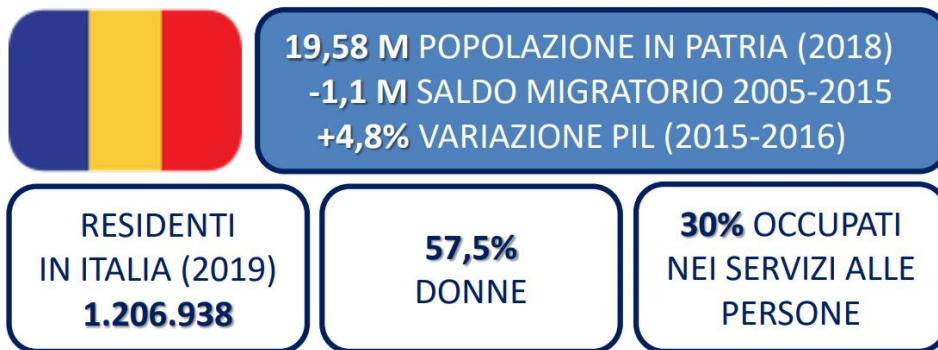 19,58 M POPOLAZIONE IN PATRIA (2018)
-1,1 M SALDO MIGRATORIO 2005-2015
+4,8% VARIAZIONE PIL (2015-2016)
RESIDENTI
IN ITALIA (2019)
1.206.938
57,5%
DONNE
30% OCCUPATI
NEI SERVIZI ALLE
PERSONE